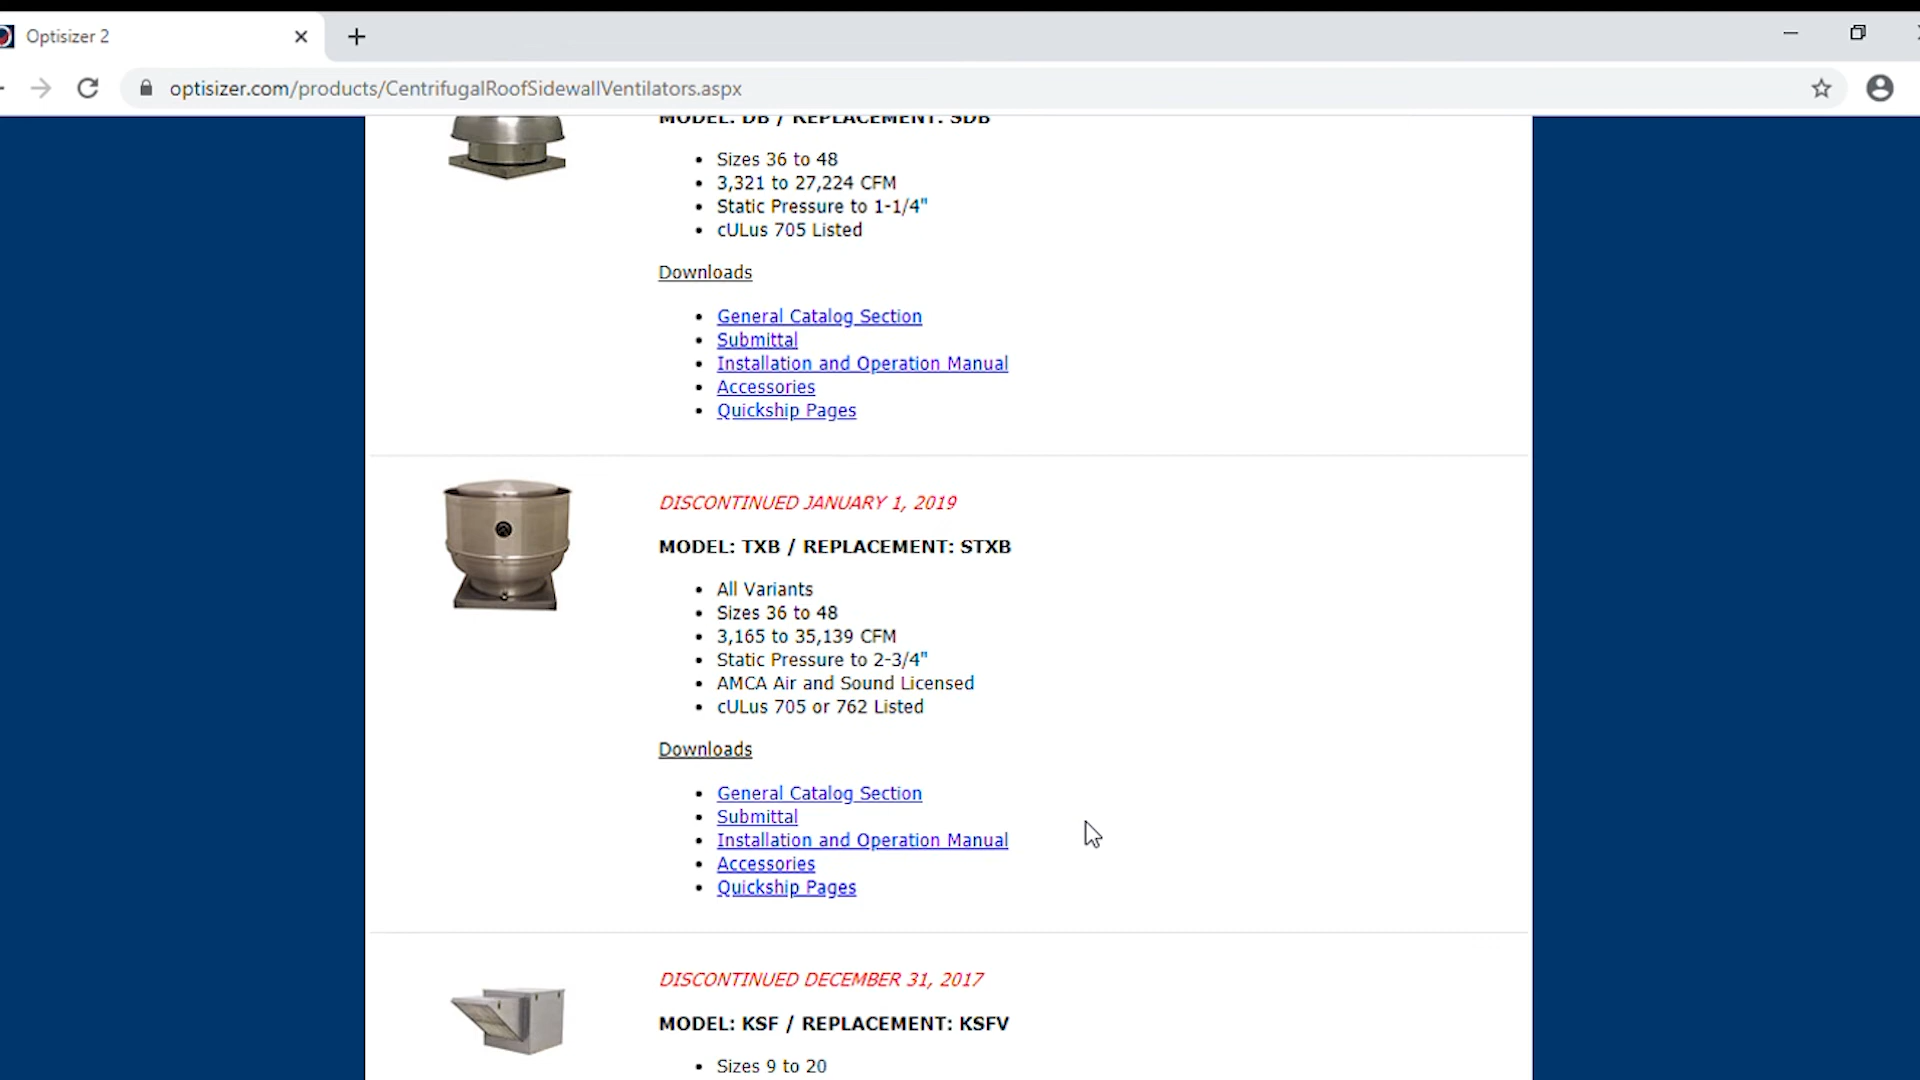 Optisizer 2
optisizer.com/products/CentrifugalRoofSidewallVentilators.aspx
MODEL: DB / REPLACEMENT: SDB
• Sizes 36 to 48
• 3,321 to 27,224 CFM
• Static Pressure to 1-1/4"
• cULus 705 Listed
Downloads
• General Catalog Section
• Submittal
• Installation and Operation Manual
• Accessories
• Quickship Pages
DISCONTINUED JANUARY 1, 2019
MODEL: TXB / REPLACEMENT: STXB
• All Variants
• Sizes 36 to 48
• 3,165 to 35,139 CFM
• Static Pressure to 2-3/4"
• AMCA Air and Sound Licensed
• cULus 705 or 762 Listed
Downloads
• General Catalog Section
• Submittal
• Installation and Operation Manual
• Accessories
• Quickship Pages
DISCONTINUED DECEMBER 31, 2017
MODEL: KSF / REPLACEMENT: KSFV
• Sizes 9 to 20